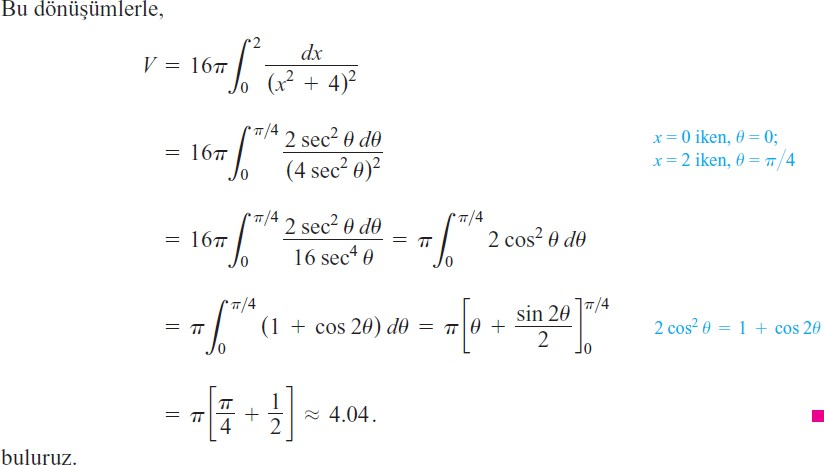 Bu dönüşümlerle,
V = 16π ∫₀² dx / (x² + 4)²
= 16π ∫₀^(π/4) 2 sec² θ dθ / (4 sec² θ)²
x = 0 iken, θ = 0;
x = 2 iken, θ = π/4
= 16π ∫₀^(π/4) 2 sec² θ dθ / 16 sec⁴ θ = π ∫₀^(π/4) 2 cos² θ dθ
= π ∫₀^(π/4) (1 + cos 2θ) dθ = π [θ + sin 2θ / 2]₀^(π/4)
2 cos² θ = 1 + cos 2θ
= π [π/4 + 1/2] ≈ 4.04.
buluruz.